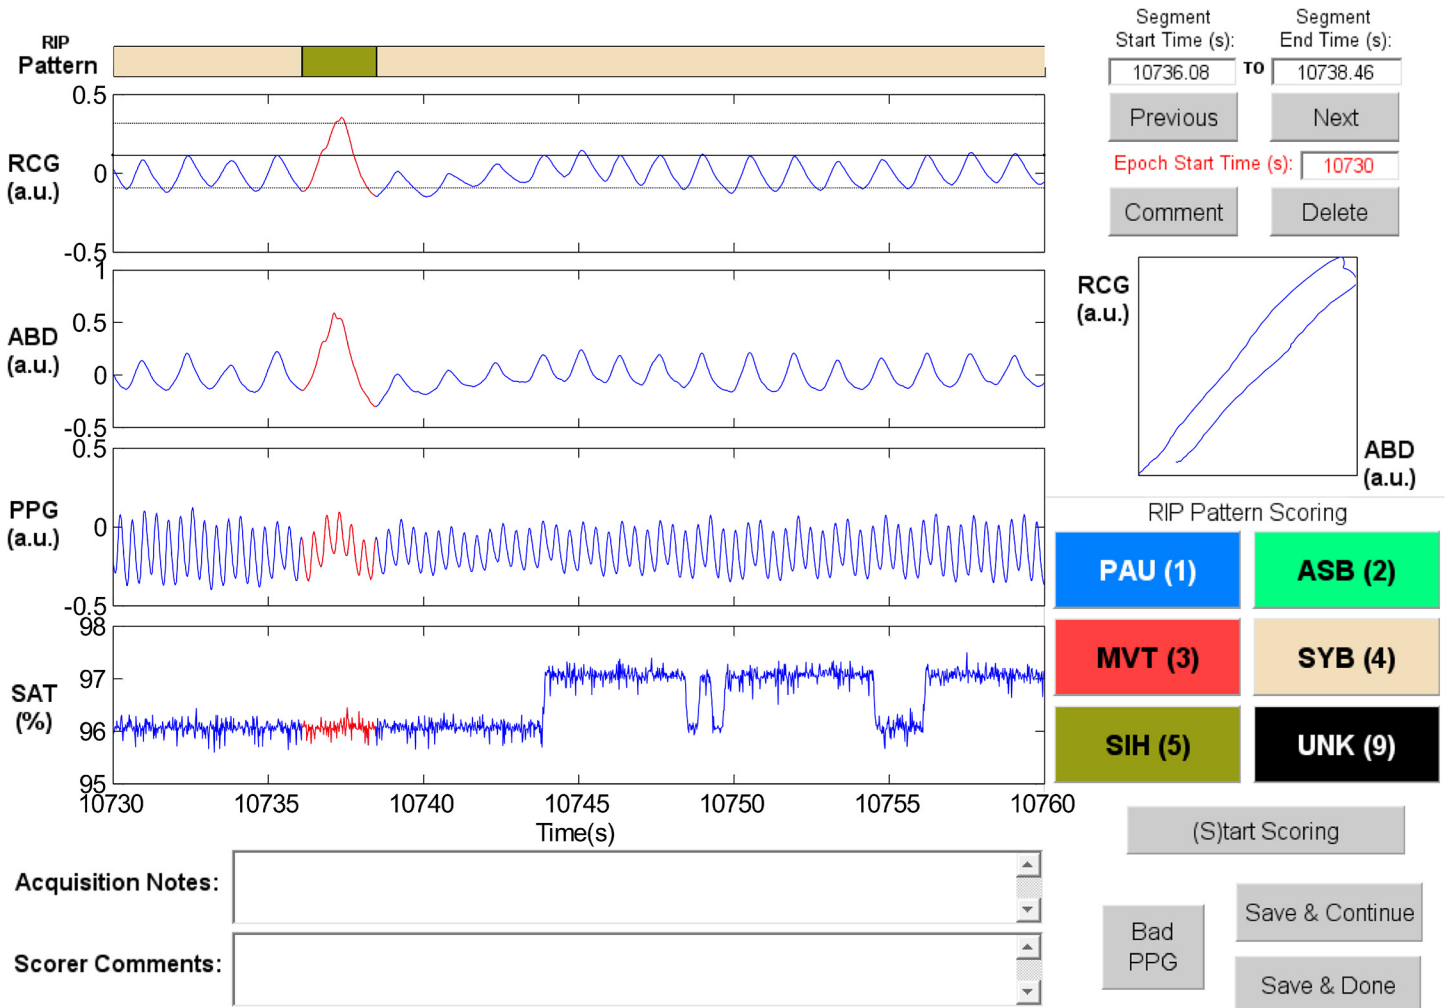 RIP
Pattern
Segment
Start Time (s):
Segment
End Time (s):
10736.08
TO
10738.46
Previous
Next
Epoch Start Time (s):
10730
Comment
Delete
0.5
RCG
0
(a.u.)
-0.5
1
ABD
0.5
(a.u.)
0
-0.5
RCG
(a.u.)
ABD
(a.u.)
0.5
PPG
0
(a.u.)
-0.5
RIP Pattern Scoring
PAU (1)
ASB (2)
MVT (3)
SYB (4)
SIH (5)
UNK (9)
98
97
SAT
(%)
96
95
10730
10735
10740
10745
10750
10755
10760
Time(s)
(S)tart Scoring
Acquisition Notes:
Scorer Comments:
Bad
PPG
Save & Continue
Save & Done